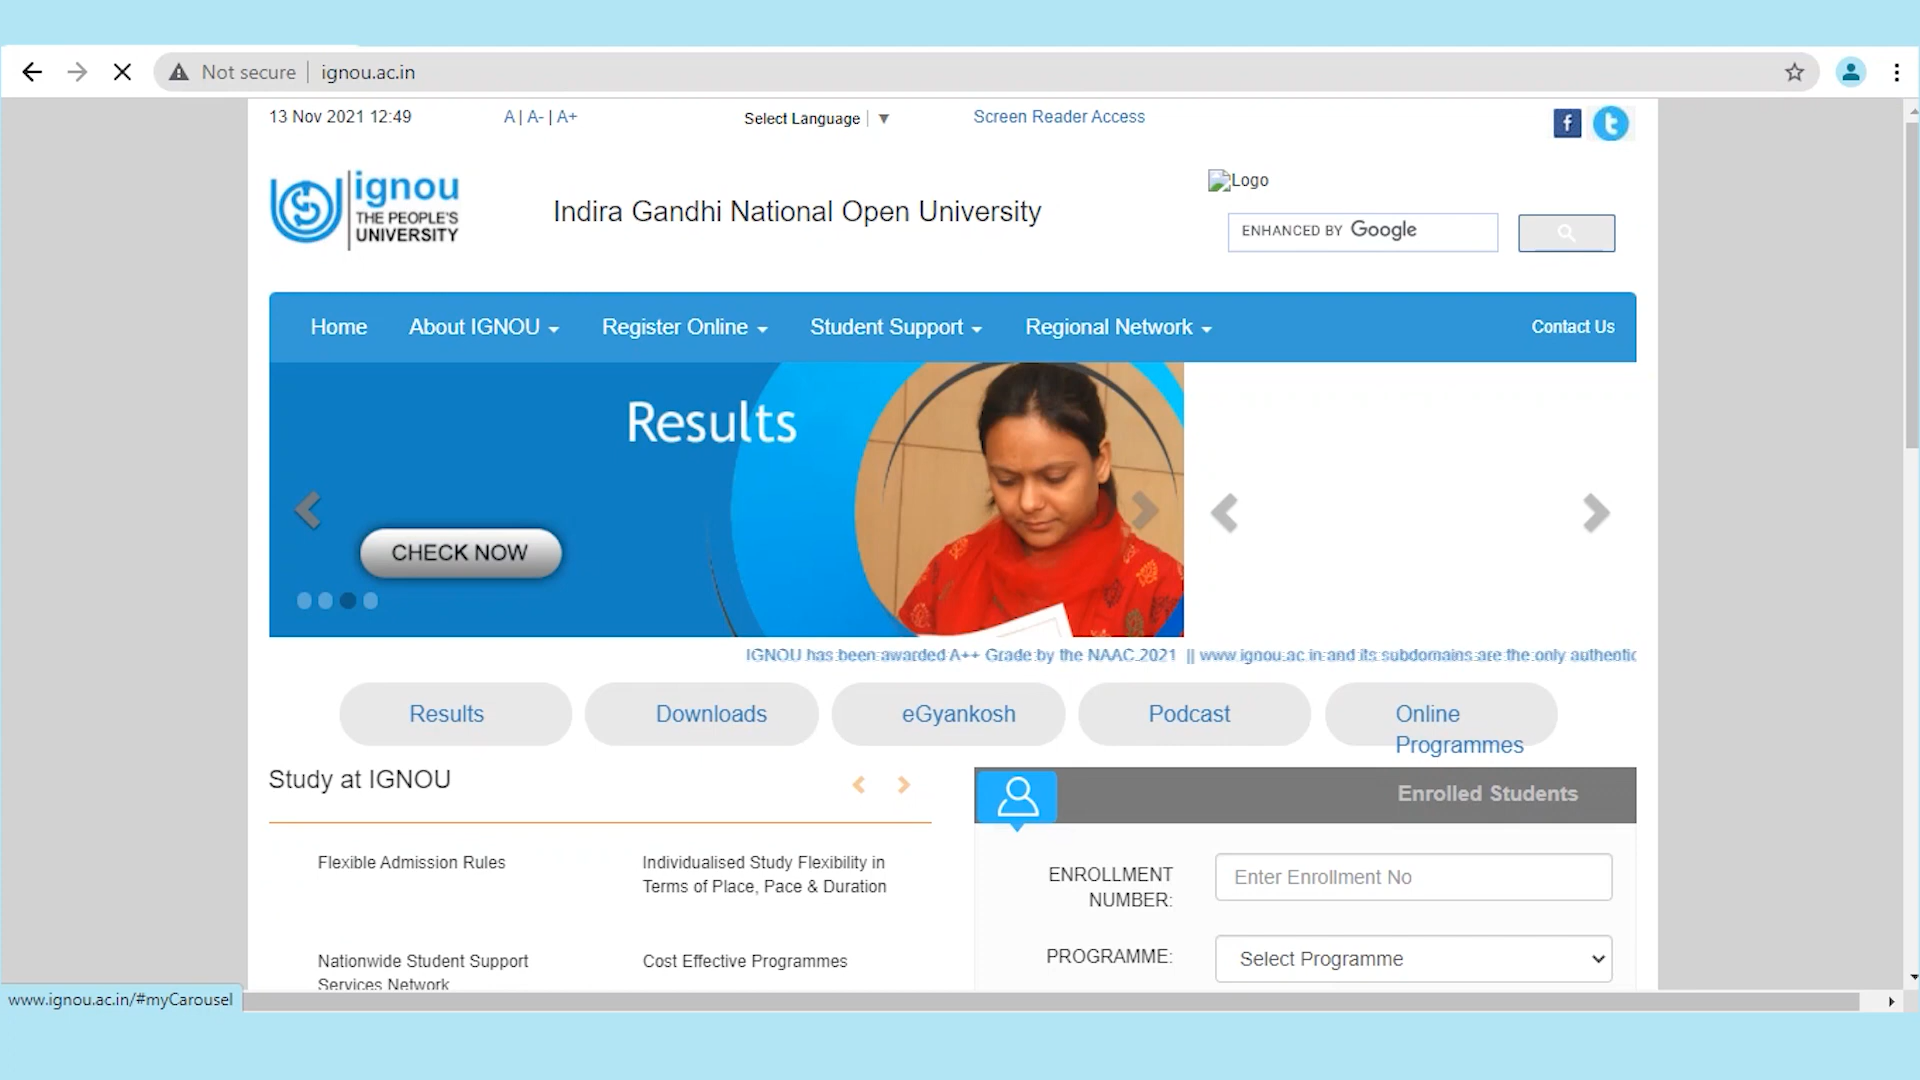 Not secure
ignou.ac.in
13 Nov 2021 12:49
A | A- | A+
Select Language ▼
Screen Reader Access
ignou
THE PEOPLE'S
UNIVERSITY
Indira Gandhi National Open University
Logo
ENHANCED BY Google
Home
About IGNOU
Register Online
Student Support
Regional Network
Contact Us
Results
CHECK NOW
IGNOU has been awarded A++ Grade by the NAAC 2021 || www.ignou.ac.in and its subdomains are the only authentic
Results
Downloads
eGyankosh
Podcast
Online
Programmes
Study at IGNOU
Enrolled Students
Flexible Admission Rules
Individualised Study Flexibility in
Terms of Place, Pace & Duration
ENROLLMENT
NUMBER:
Enter Enrollment No
Nationwide Student Support
Services Network
Cost Effective Programmes
PROGRAMME:
Select Programme
www.ignou.ac.in/#myCarousel